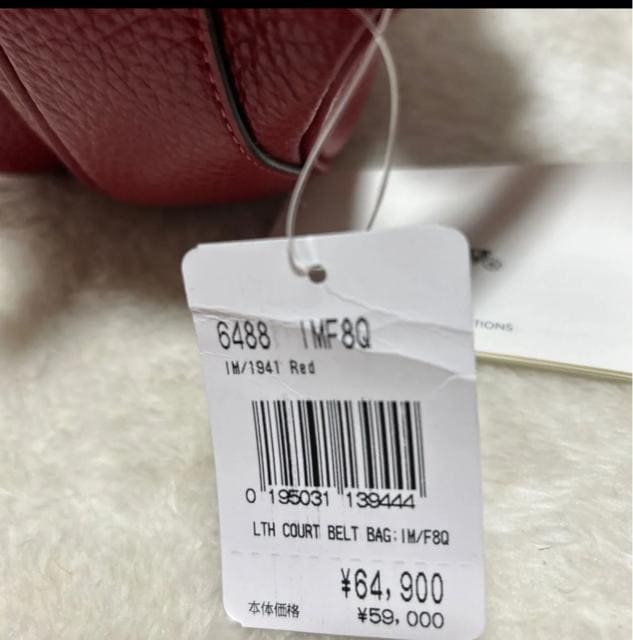 6488 IMF8Q
IM/1941 Red
0 195031 139444
LTH COURT BELT BAG:IM/F8Q
¥64,900
本体価格 ¥59,000
®
TIONS